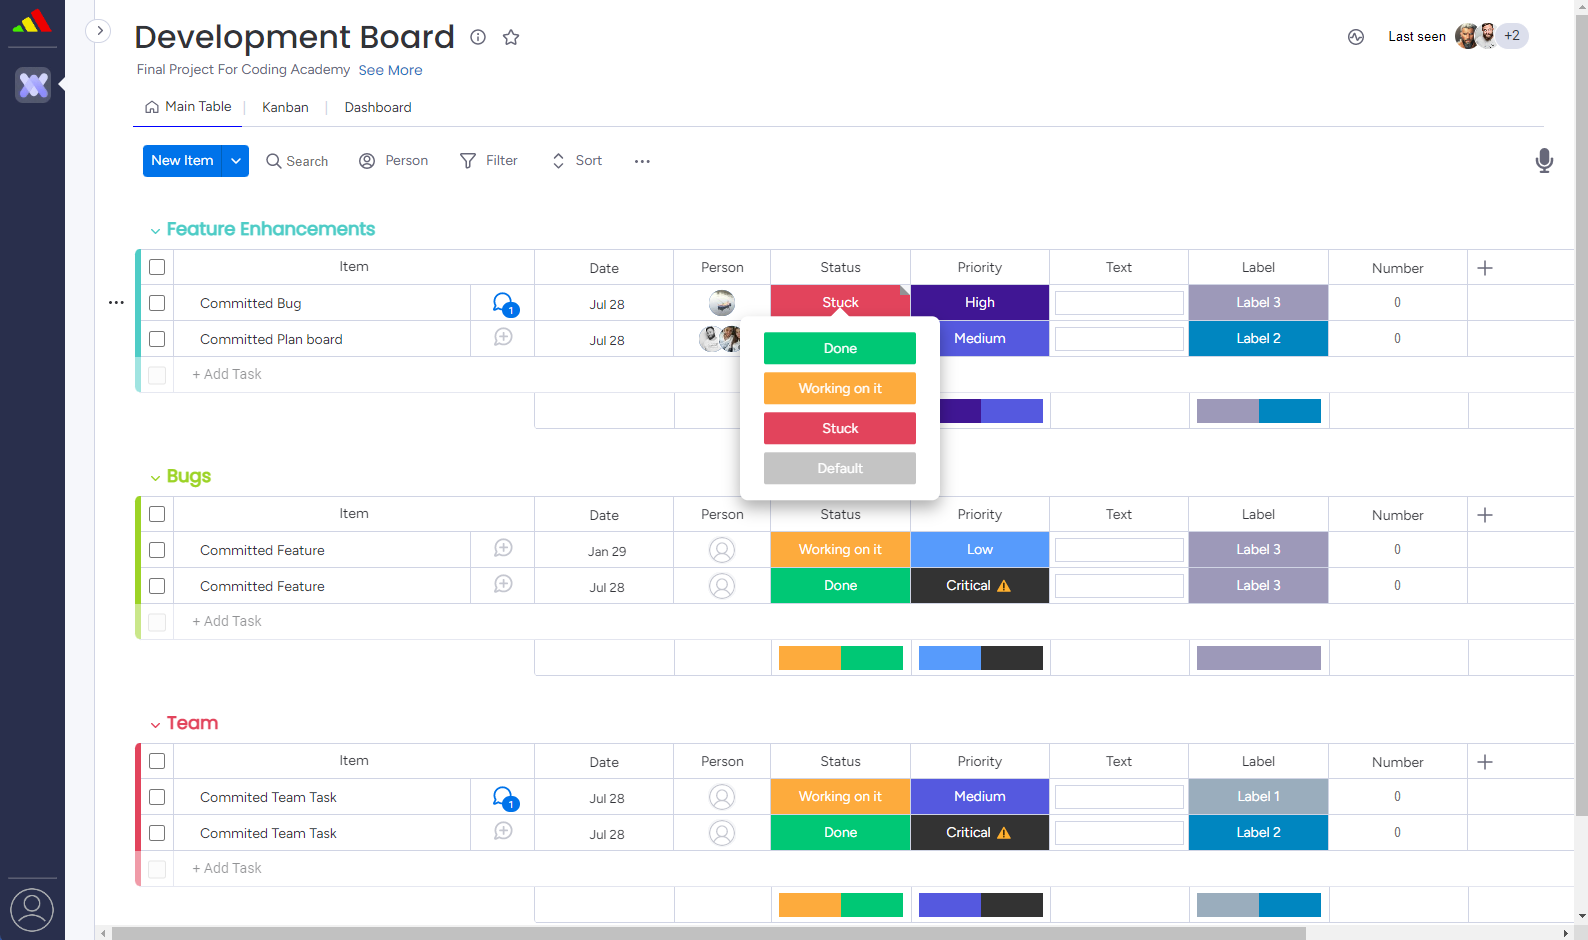 Development Board
Last seen +2
Final Project For Coding Academy See More
Main Table Kanban Dashboard
New Item Search Person Filter Sort
Feature Enhancements
Item Date Person Status Priority Text Label Number
Committed Bug 1 Jul 28 Stuck High Label 3 0
Committed Plan board Jul 28 Medium Label 2 0
+ Add Task
Done
Working on it
Stuck
Default
Bugs
Item Date Person Status Priority Text Label Number
Committed Feature Jan 29 Working on it Low Label 3 0
Committed Feature Jul 28 Done Critical Label 3 0
+ Add Task
Team
Item Date Person Status Priority Text Label Number
Commited Team Task 1 Jul 28 Working on it Medium Label 1 0
Commited Team Task Jul 28 Done Critical Label 2 0
+ Add Task